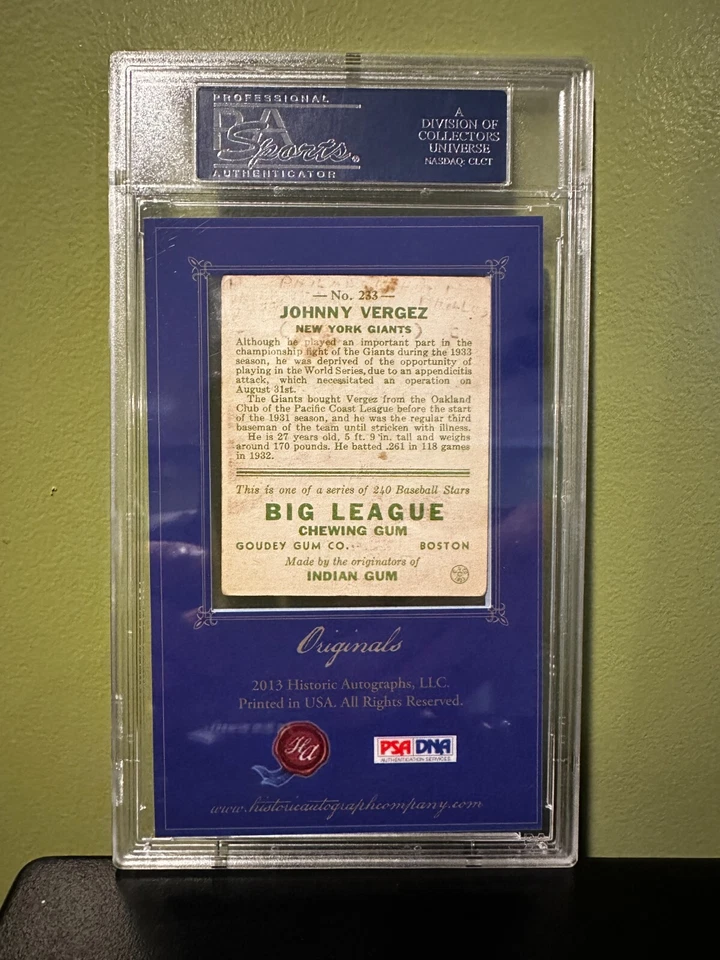 PROFESSIONAL
PSA
Sports
AUTHENTICATOR
A
DIVISION OF
COLLECTORS
UNIVERSE
NASDAQ: CLCT
— No. 233 —
JOHNNY VERGEZ
NEW YORK GIANTS
Although he played an important part in the
championship fight of the Giants during the 1933
season, he was deprived of the opportunity of
playing in the World Series, due to an appendicitis
attack, which necessitated an operation on
August 31st.
The Giants bought Vergez from the Oakland
Club of the Pacific Coast League before the start
of the 1931 season, and he was the regular third
baseman of the team until stricken with illness.
He is 27 years old, 5 ft. 9 in. tall and weighs
around 170 pounds. He batted .261 in 118 games
in 1932.
This is one of a series of 240 Baseball Stars
BIG LEAGUE
CHEWING GUM
GOUDEY GUM CO. BOSTON
Made by the originators of
INDIAN GUM
Originals
2013 Historic Autographs, LLC.
Printed in USA. All Rights Reserved.
HA
PSA DNA
AUTHENTICATION SERVICES
www.historicautographcompany.com